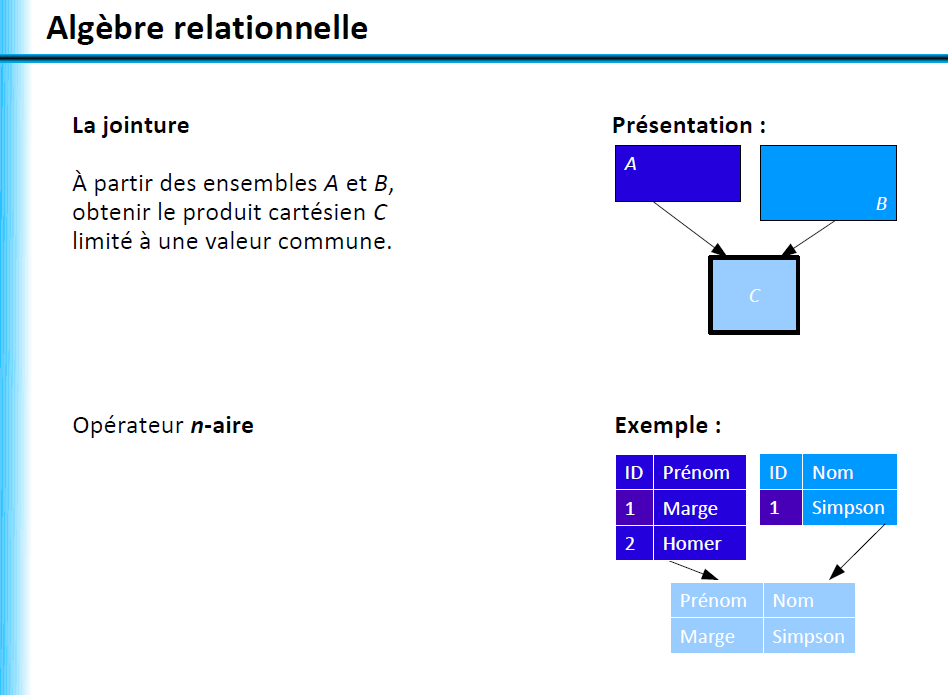 Algèbre relationnelle
La jointure
À partir des ensembles A et B,
obtenir le produit cartésien C
limité à une valeur commune.
Présentation :
A
B
C
Opérateur n-aire
Exemple :
ID Prénom
1 Marge
2 Homer
ID Nom
1 Simpson
Prénom Nom
Marge Simpson